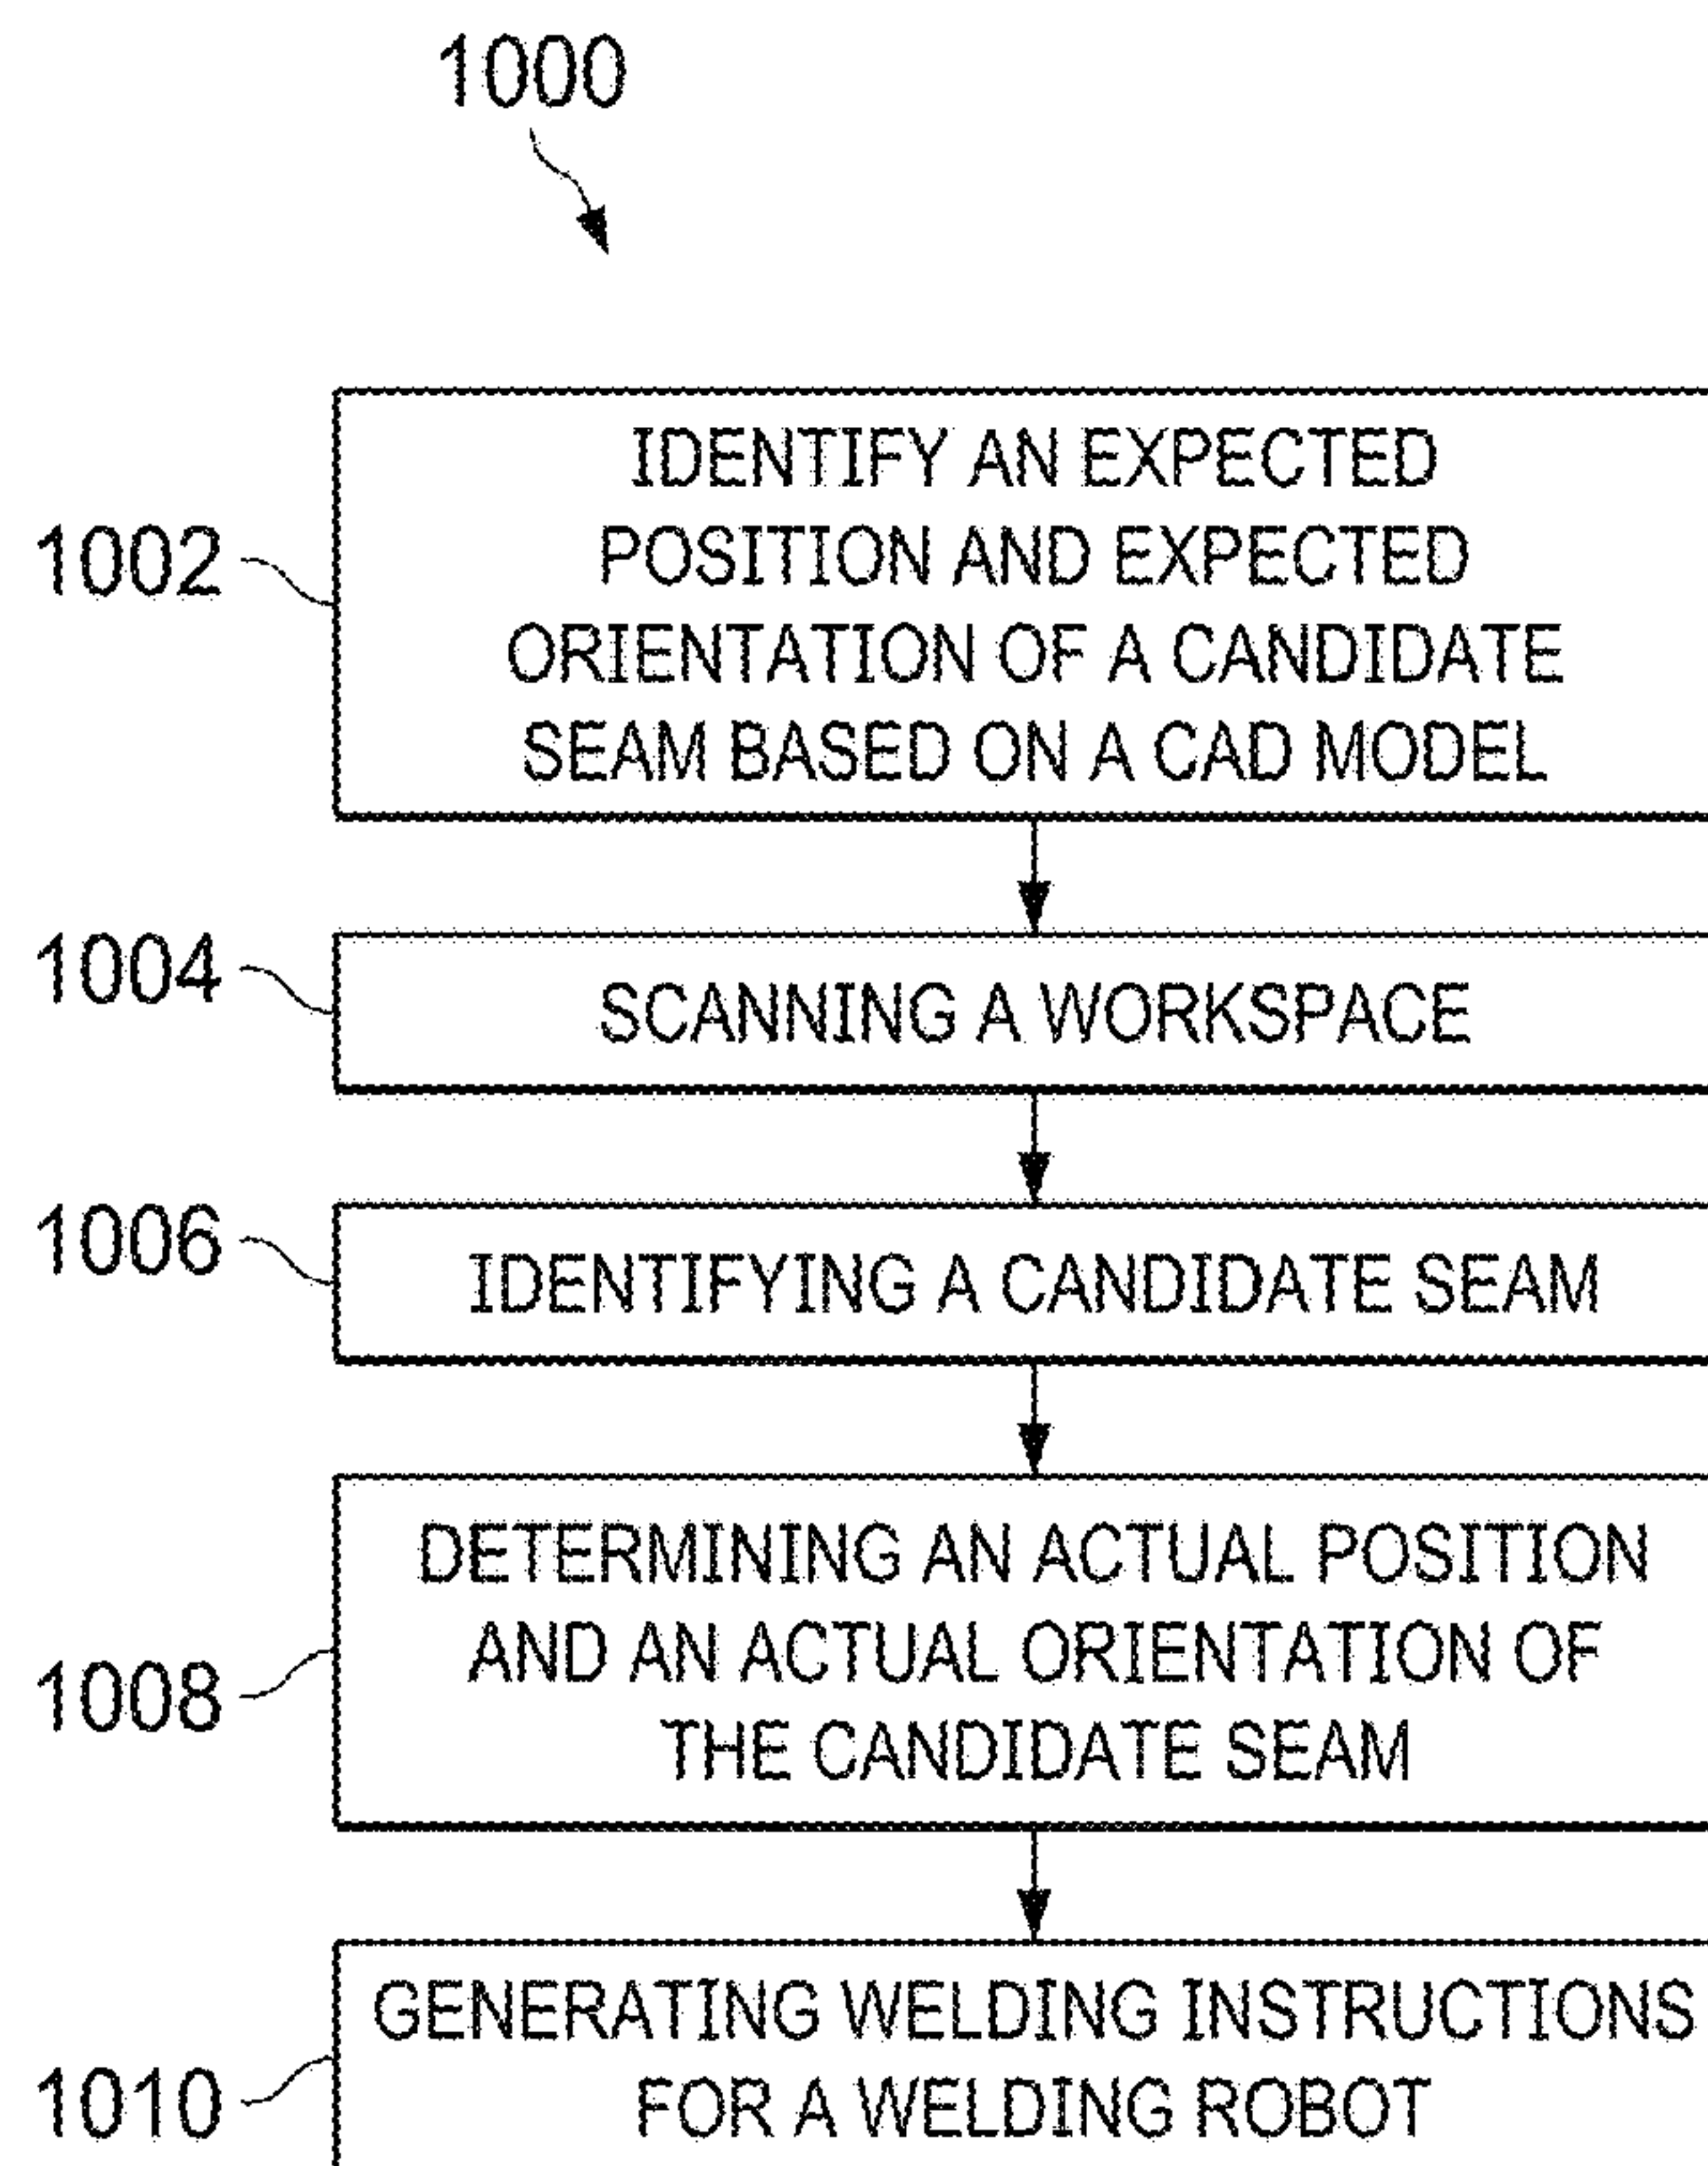 1000
1002
IDENTIFY AN EXPECTED
POSITION AND EXPECTED
ORIENTATION OF A CANDIDATE
SEAM BASED ON A CAD MODEL
1004
SCANNING A WORKSPACE
1006
IDENTIFYING A CANDIDATE SEAM
1008
DETERMINING AN ACTUAL POSITION
AND AN ACTUAL ORIENTATION OF
THE CANDIDATE SEAM
1010
GENERATING WELDING INSTRUCTIONS
FOR A WELDING ROBOT